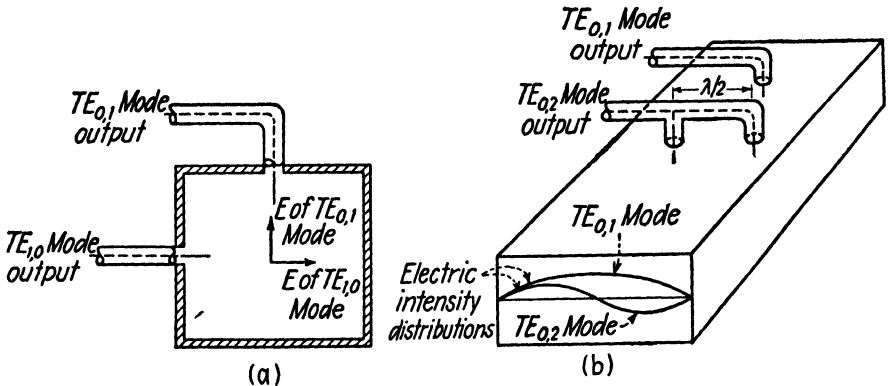 TE0,1 Mode
output
TE1,0 Mode
output
E of TE0,1
Mode
E of TE1,0
Mode
(a)
TE0,1 Mode
output
TE0,2 Mode
output
λ/2
TE0,1 Mode
Electric
intensity
distributions
TE0,2 Mode
(b)